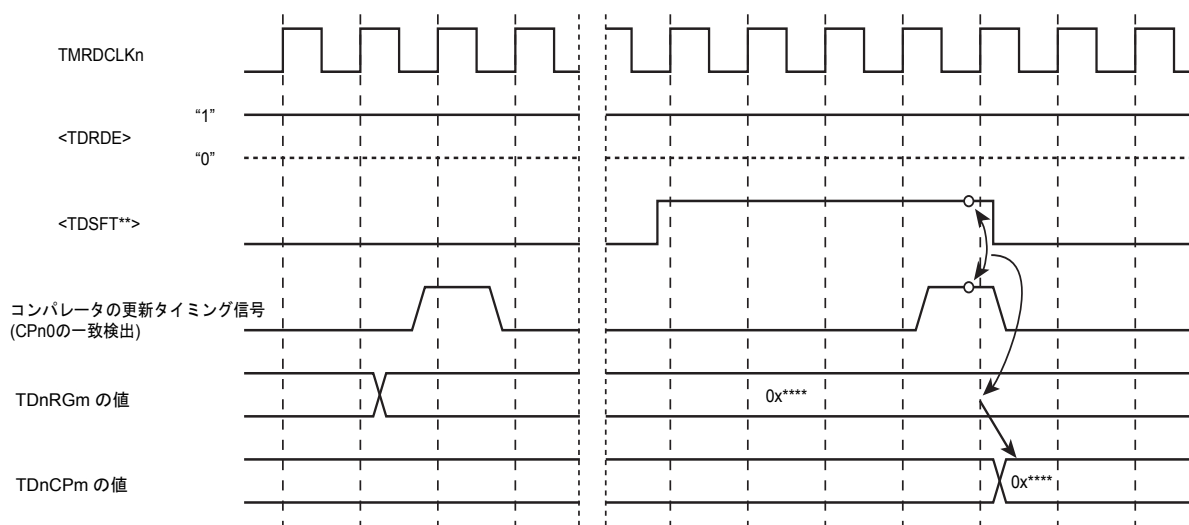 TMRDCLKn
“1”
<TDRDE>
“0”
<TDSFT**>
コンパレータの更新タイミング信号
(CPn0の一致検出)
TDnRGm の値
0x****
TDnCPm の値
0x****